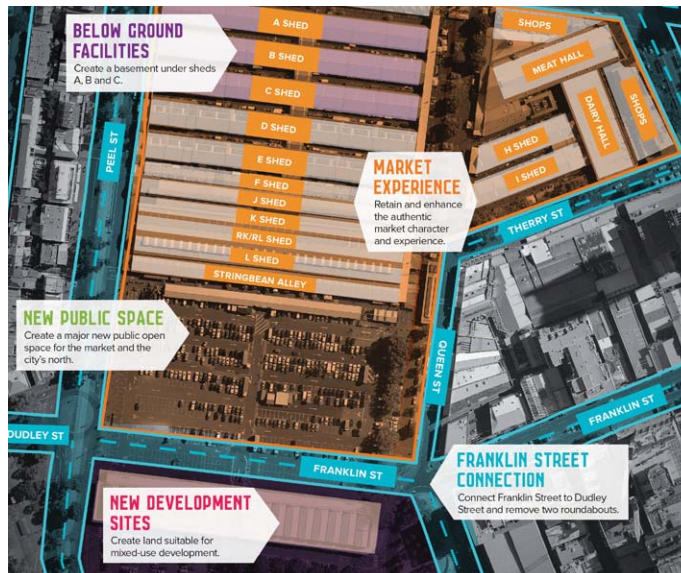 BELOW GROUND
FACILITIES
Create a basement under sheds
A, B and C.
A SHED
B SHED
C SHED
D SHED
E SHED
F SHED
J SHED
K SHED
RK/RL SHED
L SHED
STRINGBEAN ALLEY
SHOPS
MEAT HALL
DAIRY HALL
SHOPS
H SHED
I SHED
PEEL ST
MARKET
EXPERIENCE
Retain and enhance
the authentic
market character
and experience.
THERRY ST
NEW PUBLIC SPACE
Create a major new public open
space for the market and the
city's north.
QUEEN ST
FRANKLIN ST
DUDLEY ST
FRANKLIN ST
FRANKLIN STREET
CONNECTION
Connect Franklin Street to Dudley
Street and remove two roundabouts.
NEW DEVELOPMENT
SITES
Create land suitable for
mixed-use development.